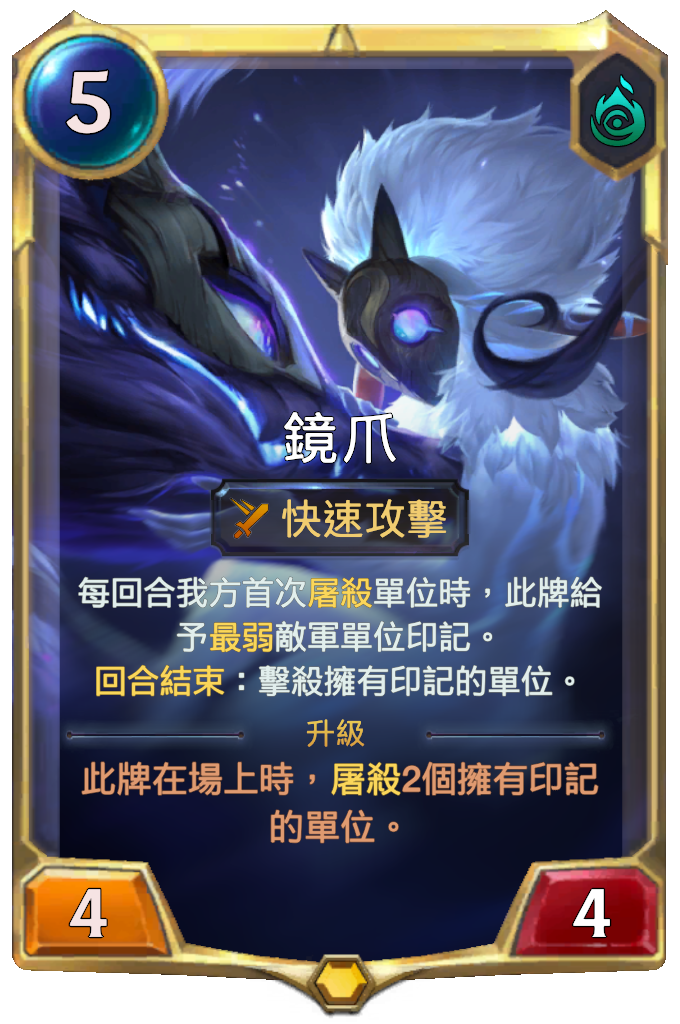 5
鏡爪
快速攻擊
每回合我方首次屠殺單位時，此牌給
予最弱敵軍單位印記。
回合結束：擊殺擁有印記的單位。
升級
此牌在場上時，屠殺2個擁有印記
的單位。
4
4